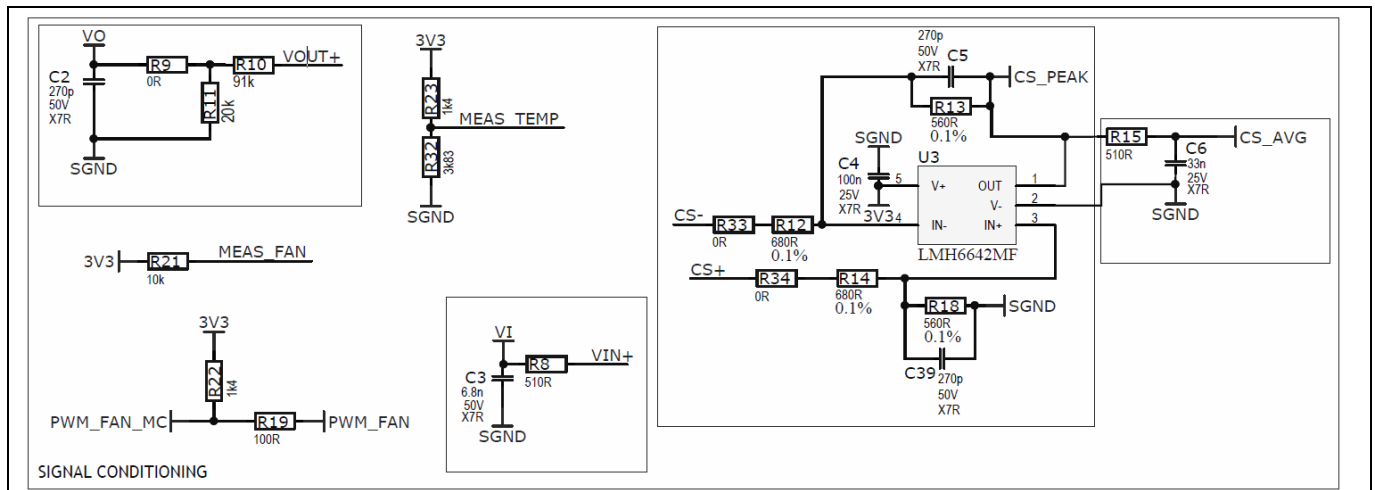 VO
R9
0R
R10
91k
VOUT+
C2
270p
50V
X7R
R11
20k
SGND
3V3
R23
1k4
MEAS_TEMP
R32
3k83
SGND
3V3
R21
10k
MEAS_FAN
3V3
R22
1k4
PWM_FAN_MC
R19
100R
PWM_FAN
VI
R8
510R
VIN+
C3
6.8n
50V
X7R
SGND
270p
50V
X7R
C5
CS_PEAK
R13
560R
0.1%
SGND
C4
100n
25V
X7R
3V3
U3
5
V+
OUT
1
V-
2
4
IN-
IN+
3
LMH6642MF
CS-
R33
0R
R12
680R
0.1%
CS+
R34
0R
R14
680R
0.1%
R18
560R
0.1%
SGND
C39
270p
50V
X7R
R15
510R
C6
33n
25V
X7R
CS_AVG
SGND
SIGNAL CONDITIONING